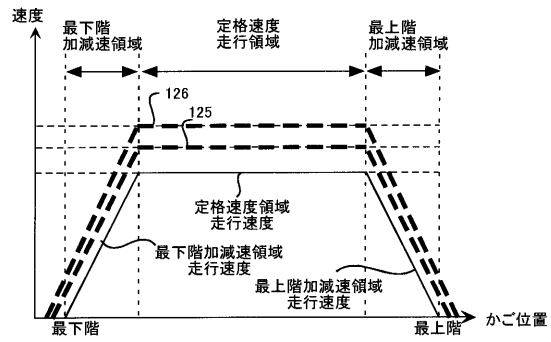 速度
最下階
加減速領域
定格速度
走行領域
最上階
加減速領域
126
125
定格速度領域
走行速度
最下階加減速領域
走行速度
最上階加減速領域
走行速度
最下階
最上階
かご位置